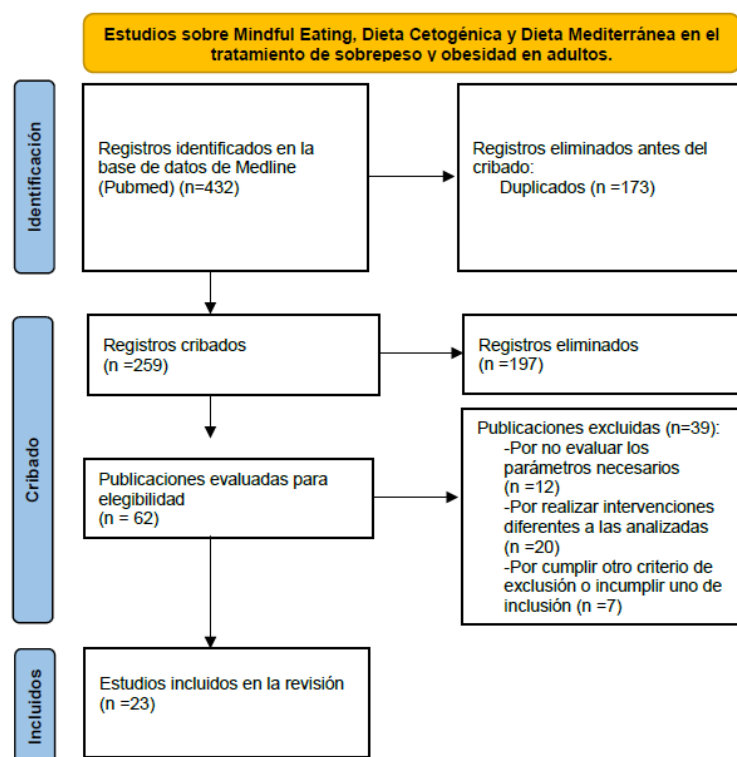 Estudios sobre Mindful Eating, Dieta Cetogénica y Dieta Mediterránea en el
tratamiento de sobrepeso y obesidad en adultos.
Identificación
Registros identificados en la
base de datos de Medline
(Pubmed) (n=432)
Registros eliminados antes del
cribado:
Duplicados (n =173)
Cribado
Registros cribados
(n =259)
Registros eliminados
(n =197)
Publicaciones evaluadas para
elegibilidad
(n = 62)
Publicaciones excluidas (n=39):
-Por no evaluar los
parámetros necesarios
(n =12)
-Por realizar intervenciones
diferentes a las analizadas
(n =20)
-Por cumplir otro criterio de
exclusión o incumplir uno de
inclusión (n =7)
Incluidos
Estudios incluidos en la revisión
(n =23)